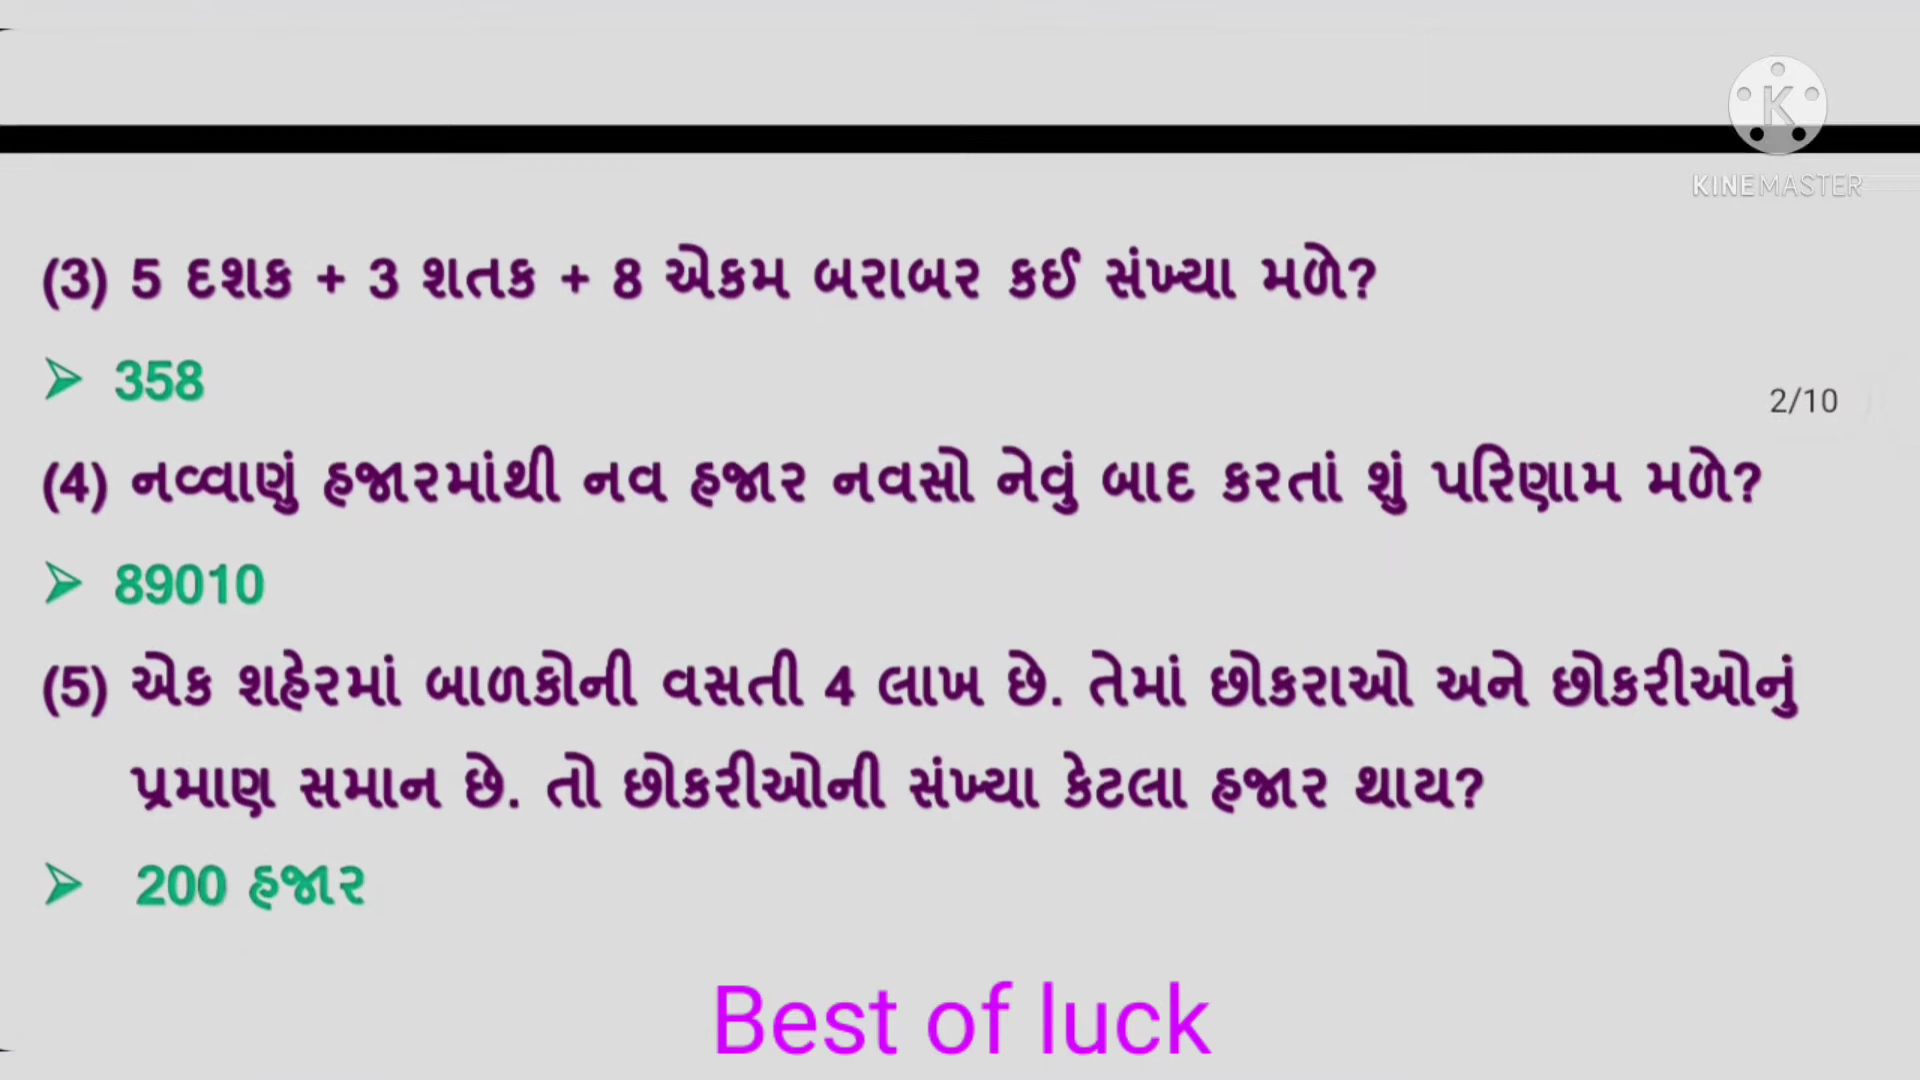 KINEMASTER
(3) 5 દશક + 3 શતક + 8 એકમ બરાબર કઈ સંખ્યા મળે?
➢ 358
2/10
(4) નવ્વાણું હજારમાંથી નવ હજાર નવસો નેવું બાદ કરતાં શું પરિણામ મળે?
➢ 89010
(5) એક શહેરમાં બાળકોની વસતી 4 લાખ છે. તેમાં છોકરાઓ અને છોકરીઓનું
પ્રમાણ સમાન છે. તો છોકરીઓની સંખ્યા કેટલા હજાર થાય?
➢ 200 હજાર
Best of luck